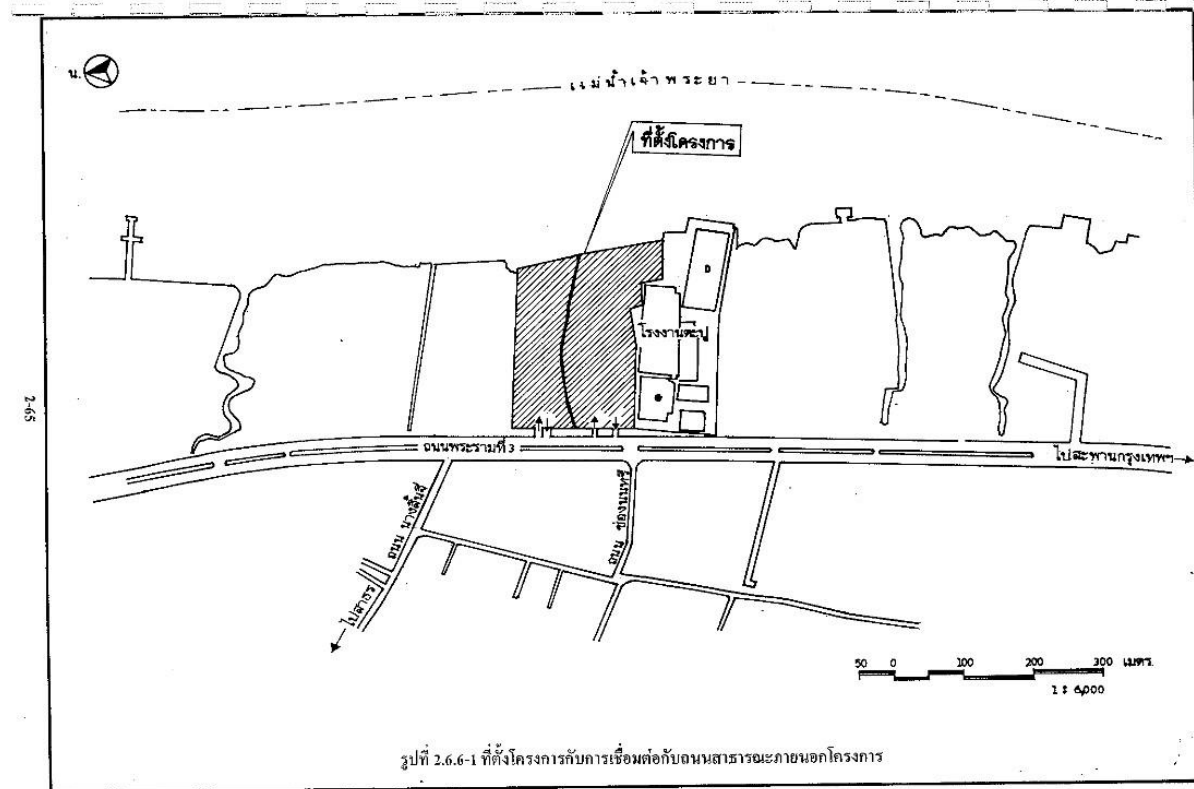 น.
แม่น้ำเจ้าพระยา
ที่ตั้งโครงการ
D
โรงงานตะปู
2-65
ถนนพระรามที่ 3
ไปสะพานกรุงเทพฯ
ถนน นางลิ้นจี่
ถนน ช่องนนทรี
ไปสาธร
50 0 100 200 300 เมตร.
1 : 6,000
รูปที่ 2.6.6-1 ที่ตั้งโครงการกับการเชื่อมต่อกับถนนสาธารณะภายนอกโครงการ